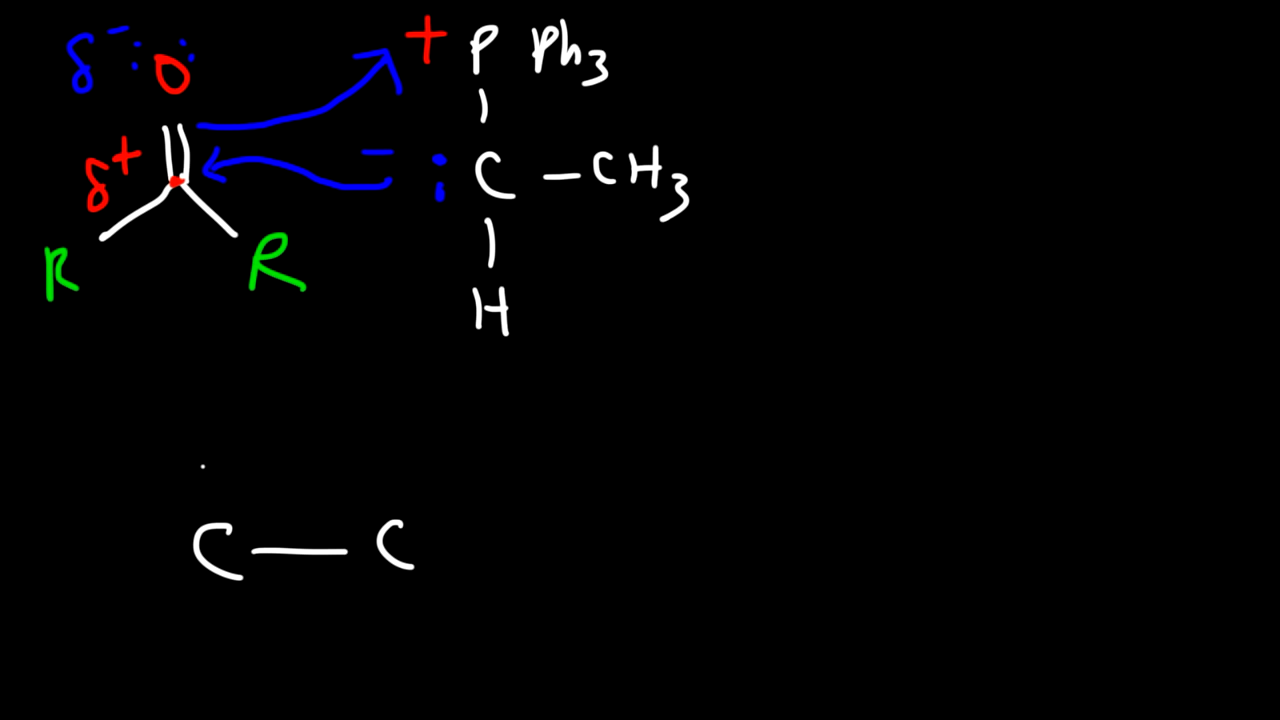 δ⁻ :O: + P Ph3
δ+ − : C – CH3
R R
H
C — C